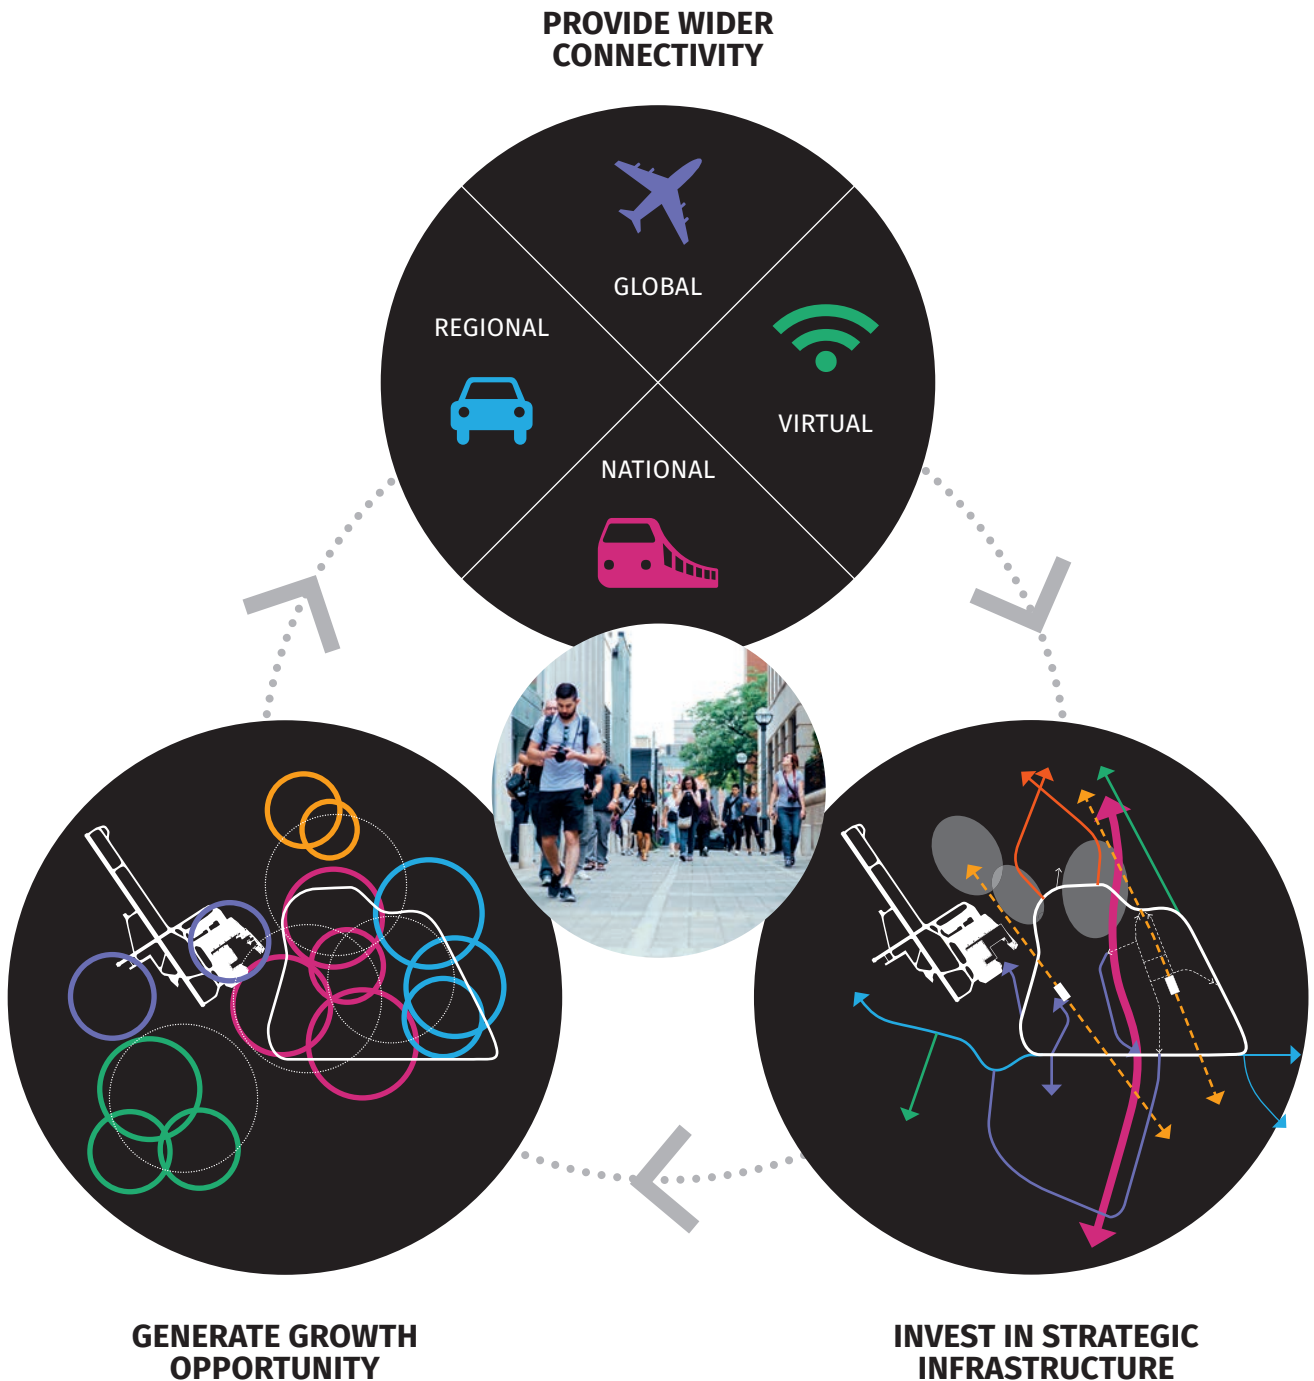 PROVIDE WIDER
CONNECTIVITY
GLOBAL
REGIONAL
VIRTUAL
NATIONAL
GENERATE GROWTH
OPPORTUNITY
INVEST IN STRATEGIC
INFRASTRUCTURE